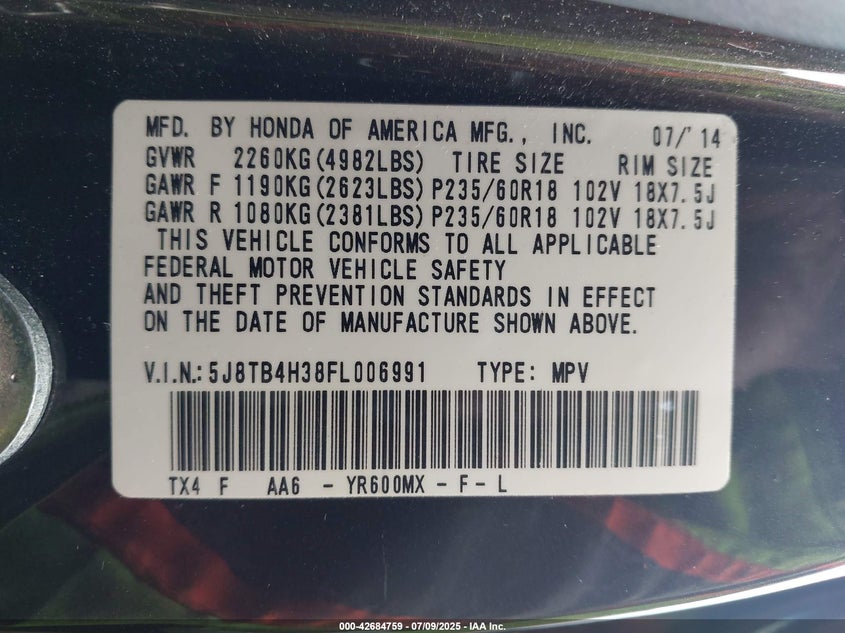 MFD. BY HONDA OF AMERICA MFG., INC. 07/'14
GVWR 2260KG(4982LBS) TIRE SIZE RIM SIZE
GAWR F 1190KG(2623LBS) P235/60R18 102V 18X7.5J
GAWR R 1080KG(2381LBS) P235/60R18 102V 18X7.5J
THIS VEHICLE CONFORMS TO ALL APPLICABLE
FEDERAL MOTOR VEHICLE SAFETY
AND THEFT PREVENTION STANDARDS IN EFFECT
ON THE DATE OF MANUFACTURE SHOWN ABOVE.
V.I.N.: 5J8TB4H38FL006991 TYPE: MPV
TX4 F AA6 - YR600MX - F - L
000-42684759 - 07/09/2025 - IAA Inc.